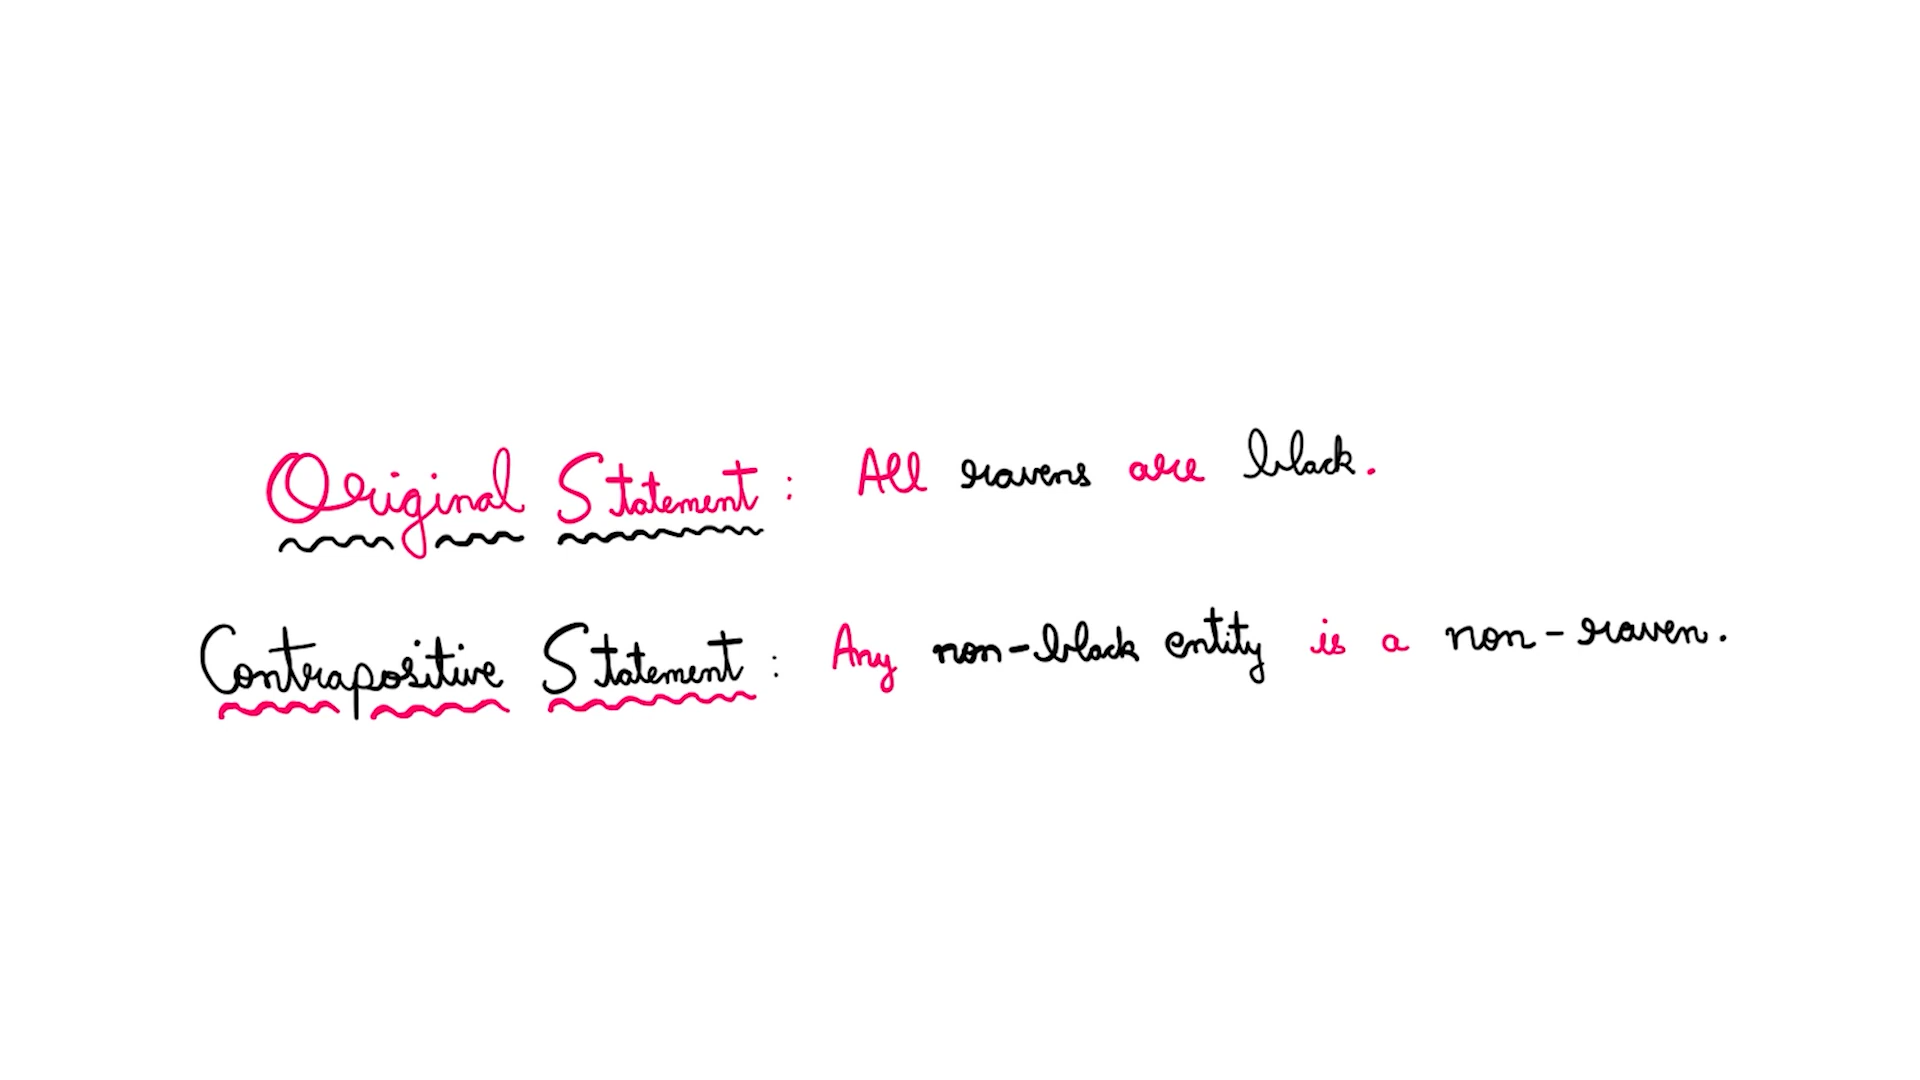 Original Statement : All ravens are black.
Contrapositive Statement : Any non-black entity is a non-raven.